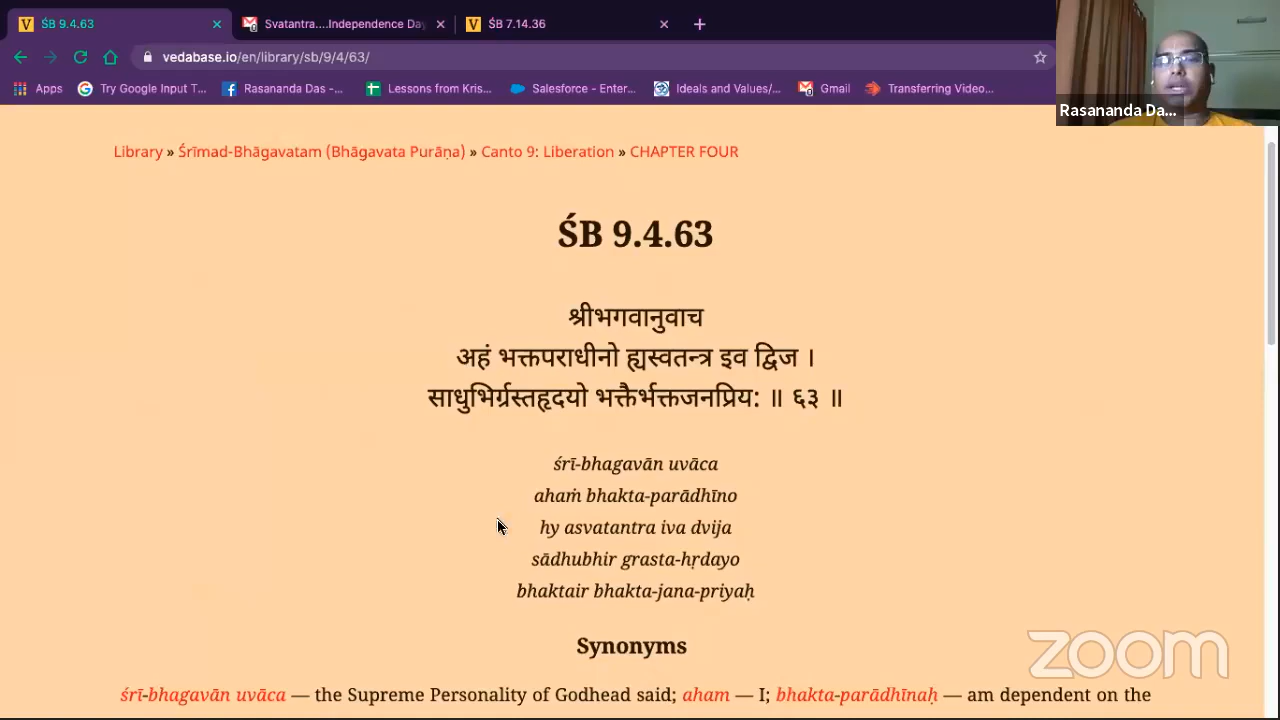 ŚB 9.4.63
Svatantra....Independence Da
ŚB 7.14.36
vedabase.io/en/library/sb/9/4/63/
Apps
Try Google Input T...
Rasananda Das -...
Lessons from Kris...
Salesforce - Enter...
Ideals and Values/...
Gmail
Transferring Video...
Rasananda Da...
Library » Śrīmad-Bhāgavatam (Bhāgavata Purāṇa) » Canto 9: Liberation » CHAPTER FOUR
ŚB 9.4.63
श्रीभगवानुवाच
अहं भक्तपराधीनो ह्यस्वतन्त्र इव द्विज ।
साधुभिर्ग्रस्तहृदयो भक्तैर्भक्तजनप्रिय: ॥ ६३ ॥
śrī-bhagavān uvāca
ahaṁ bhakta-parādhīno
hy asvatantra iva dvija
sādhubhir grasta-hṛdayo
bhaktair bhakta-jana-priyaḥ
Synonyms
śrī-bhagavān uvāca — the Supreme Personality of Godhead said; aham — I; bhakta-parādhīnaḥ — am dependent on the
zoom